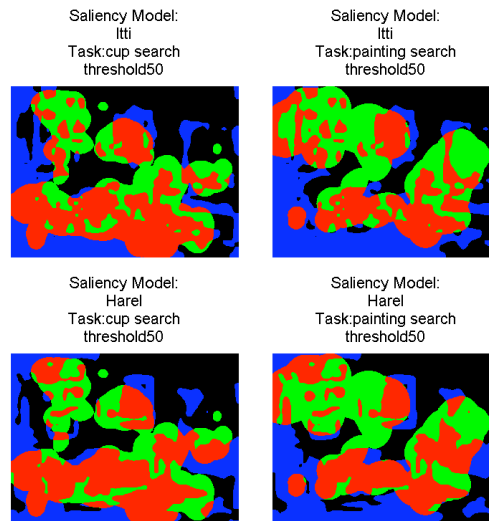 Saliency Model:
Itti
Task:cup search
threshold50
Saliency Model:
Itti
Task:painting search
threshold50
Saliency Model:
Harel
Task:cup search
threshold50
Saliency Model:
Harel
Task:painting search
threshold50